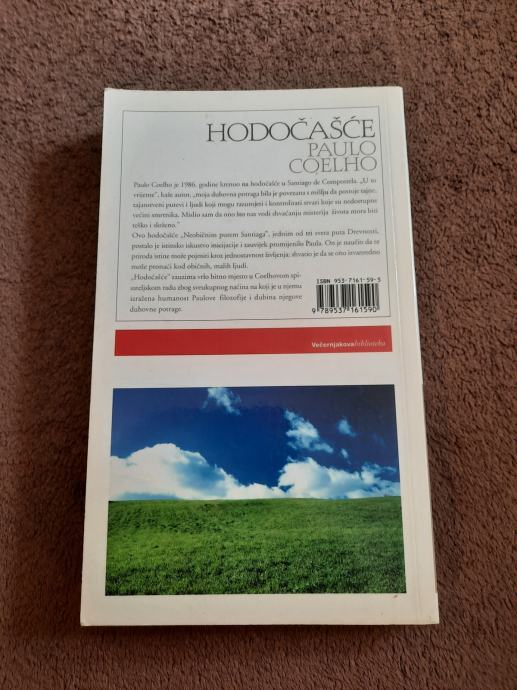 HODOČAŠĆE
PAULO
COELHO
Paulo Coelho je 1986. godine krenuo na hodočašće u Santiago de Compostela. „U to
vrijeme“, kaže autor, „moja duhovna potraga bila je povezana s mišlju da postoje tajne,
tajanstveni putevi i ljudi koji mogu razumjeti i kontrolirati stvari koje su nedostupne
većini smrtnika. Mislio sam da ono što nas vodi shvaćanju misterija života mora biti
teško i složeno.“
Ovo hodočašće „Neobičnim putem Santiaga“, jednim od tri sveta puta Drevnosti,
postalo je istinsko iskustvo inicijacije i zauvijek promijenilo Paula. On je naučio da se
priroda istine može pojmiti kroz jednostavnost življenja; shvatio je da se ono izvanredno
može pronaći kod običnih, malih ljudi.
„Hodočašće“ zauzima vrlo bitno mjesto u Coelhovom spi-
sateljskom radu zbog sveukupnog načina na koji je u njemu
izražena humanost Paulove filozofije i dubina njegove
duhovne potrage.
ISBN 953-7161-59-5
9 789537 161590
Večernjakova biblioteka